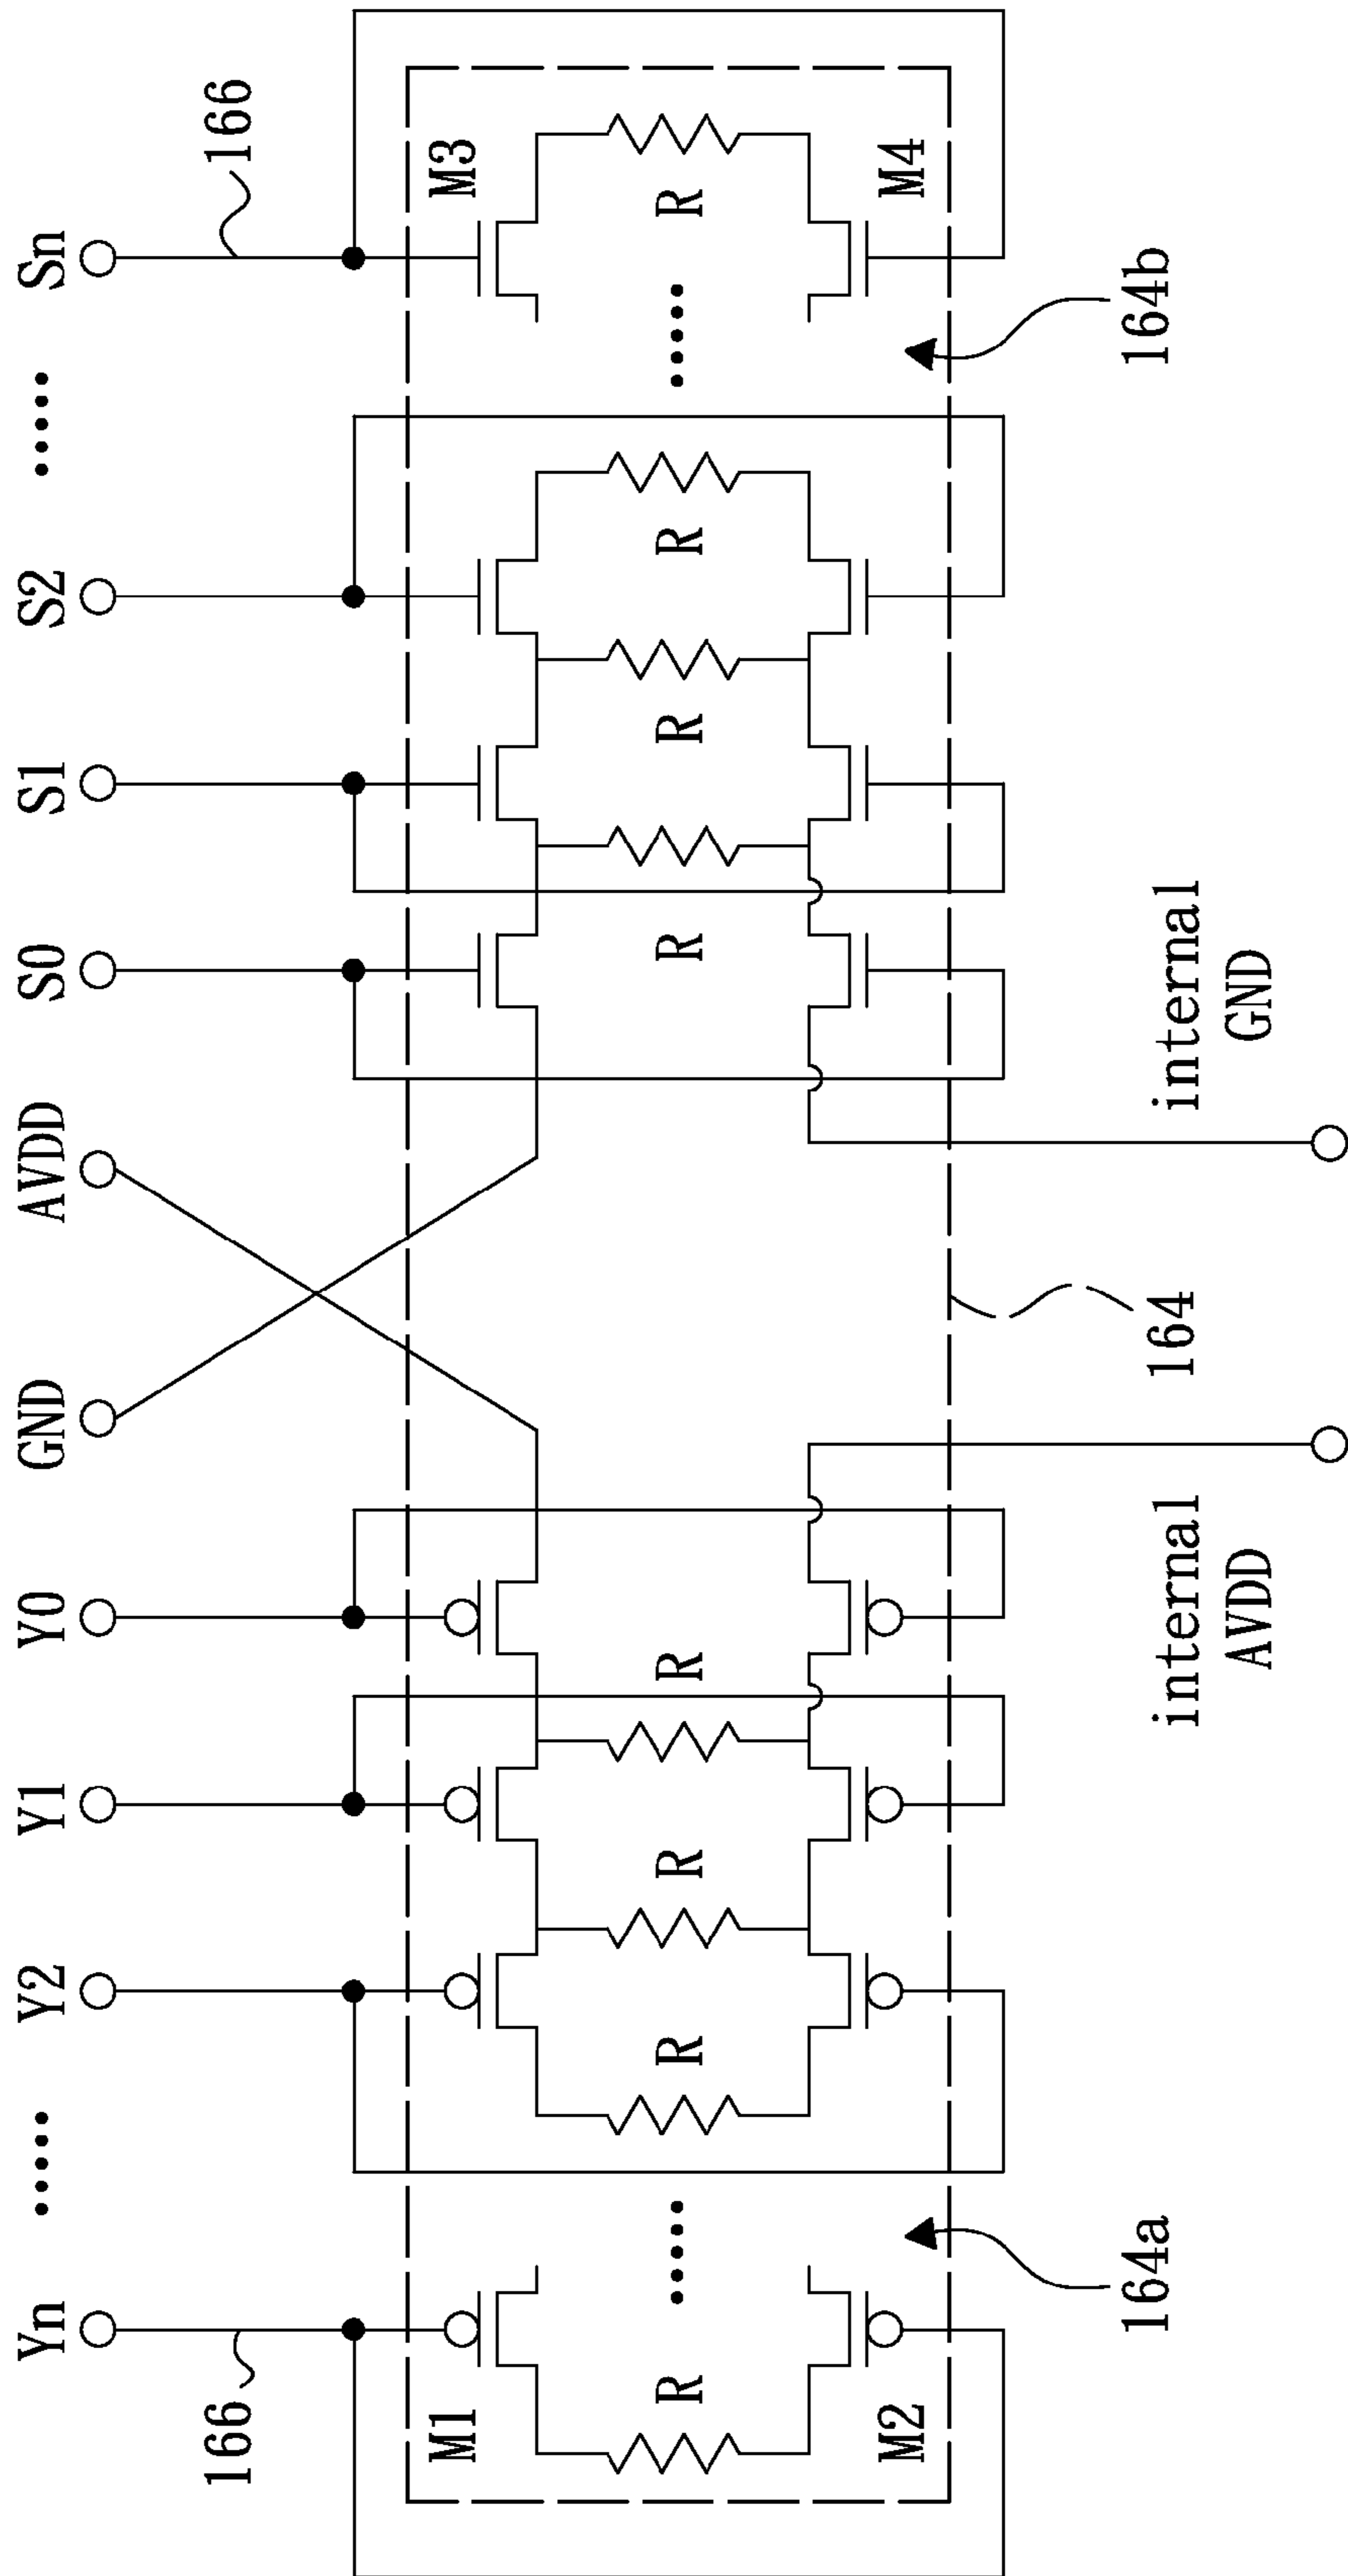 Yn ..... Y2 Y1 Y0 GND AVDD S0 S1 S2 ..... Sn
166 166
M1 M3
R ..... R R R R R R ..... R
M2 M4
164a 164 164b
internal internal
AVDD GND